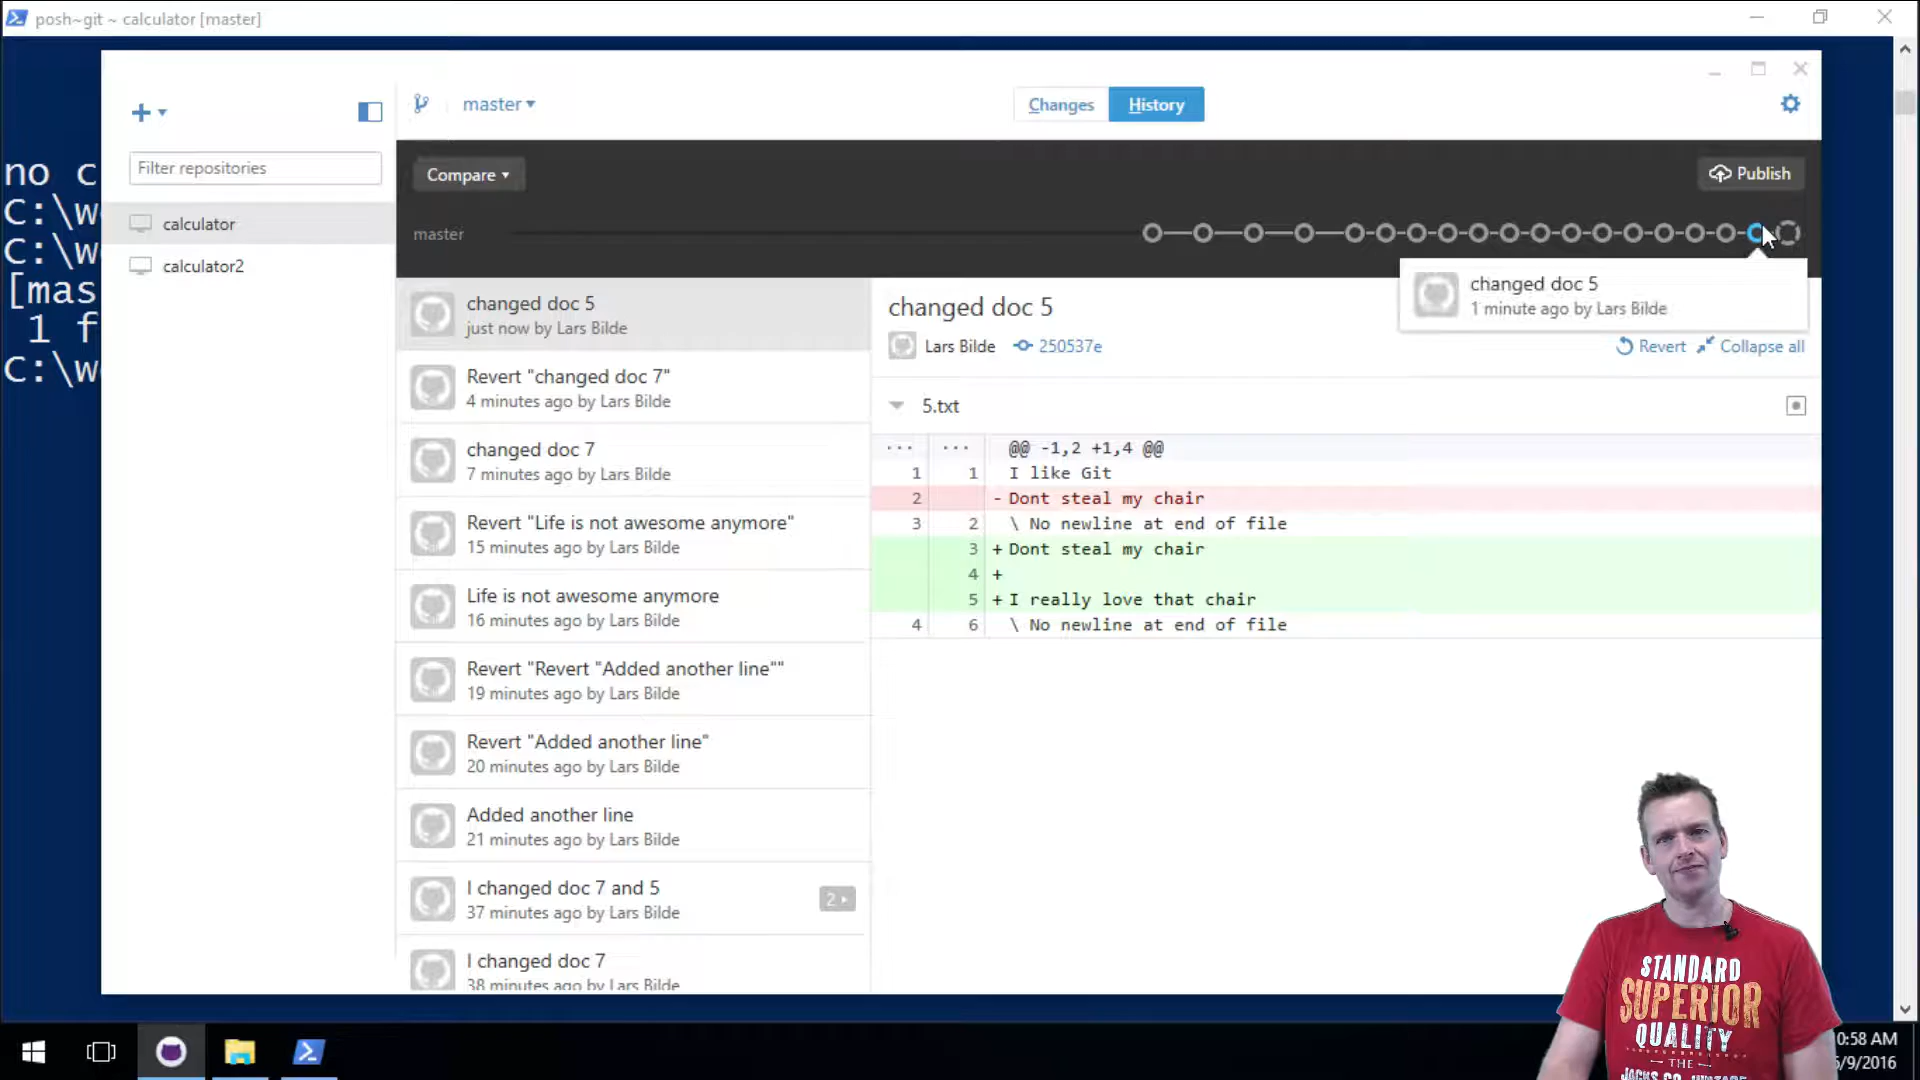 posh~git ~ calculator [master]
no c
C:\w
C:\w
[mas
1 f
C:\w
master
Changes
History
Filter repositories
Compare
Publish
calculator
master
calculator2
changed doc 5
1 minute ago by Lars Bilde
changed doc 5
just now by Lars Bilde
Revert "changed doc 7"
4 minutes ago by Lars Bilde
changed doc 7
7 minutes ago by Lars Bilde
Revert "Life is not awesome anymore"
15 minutes ago by Lars Bilde
Life is not awesome anymore
16 minutes ago by Lars Bilde
Revert "Revert "Added another line""
19 minutes ago by Lars Bilde
Revert "Added another line"
20 minutes ago by Lars Bilde
Added another line
21 minutes ago by Lars Bilde
I changed doc 7 and 5
37 minutes ago by Lars Bilde
2
I changed doc 7
38 minutes ago by Lars Bilde
changed doc 5
Lars Bilde
250537e
Revert
Collapse all
5.txt
... ... @@ -1,2 +1,4 @@
1 1 I like Git
2 - Dont steal my chair
3 2 \ No newline at end of file
3 + Dont steal my chair
4 +
5 + I really love that chair
4 6 \ No newline at end of file
STANDARD
SUPERIOR
QUALITY
THE
0:58 AM
/9/2016